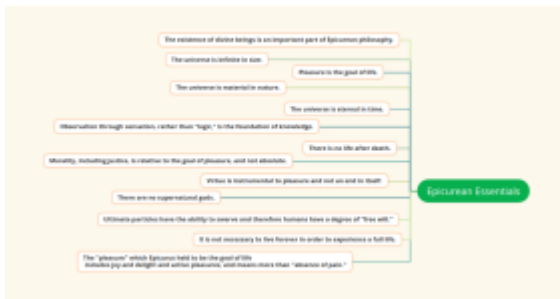 The existence of divine beings is an important part of Epicurean philosophy.
The universe is infinite in size.
Pleasure is the goal of life.
The universe is material in nature.
The universe is eternal in time.
Observation through sensation, rather than "logic," is the foundation of knowledge.
There is no life after death.
Morality, including justice, is relative to the goal of pleasure, and not absolute.
Virtue is instrumental to pleasure and not an end in itself.
There are no supernatural gods.
Ultimate particles have the ability to swerve and therefore humans have a degree of "free will."
It is not necessary to live forever in order to experience a full life.
The "pleasure" which Epicurus held to be the goal of life
includes joy and delight and active pleasures, and means more than "absence of pain."
Epicurean Essentials